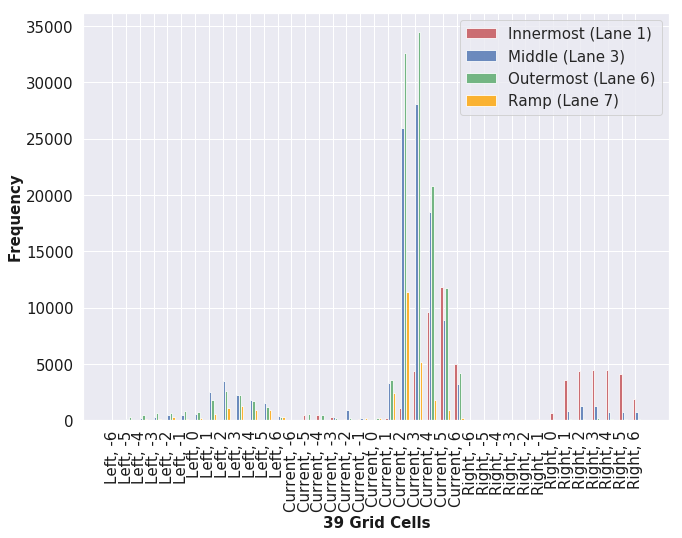 Innermost (Lane 1)
Middle (Lane 3)
Outermost (Lane 6)
Ramp (Lane 7)
35000
30000
25000
20000
15000
10000
5000
0
Frequency
Left, -6
Left, -5
Left, -4
Left, -3
Left, -2
Left, -1
Left, 0
Left, 1
Left, 2
Left, 3
Left, 4
Left, 5
Left, 6
Current, -6
Current, -5
Current, -4
Current, -3
Current, -2
Current, -1
Current, 0
Current, 1
Current, 2
Current, 3
Current, 4
Current, 5
Current, 6
Right, -6
Right, -5
Right, -4
Right, -3
Right, -2
Right, -1
Right, 0
Right, 1
Right, 2
Right, 3
Right, 4
Right, 5
Right, 6
39 Grid Cells